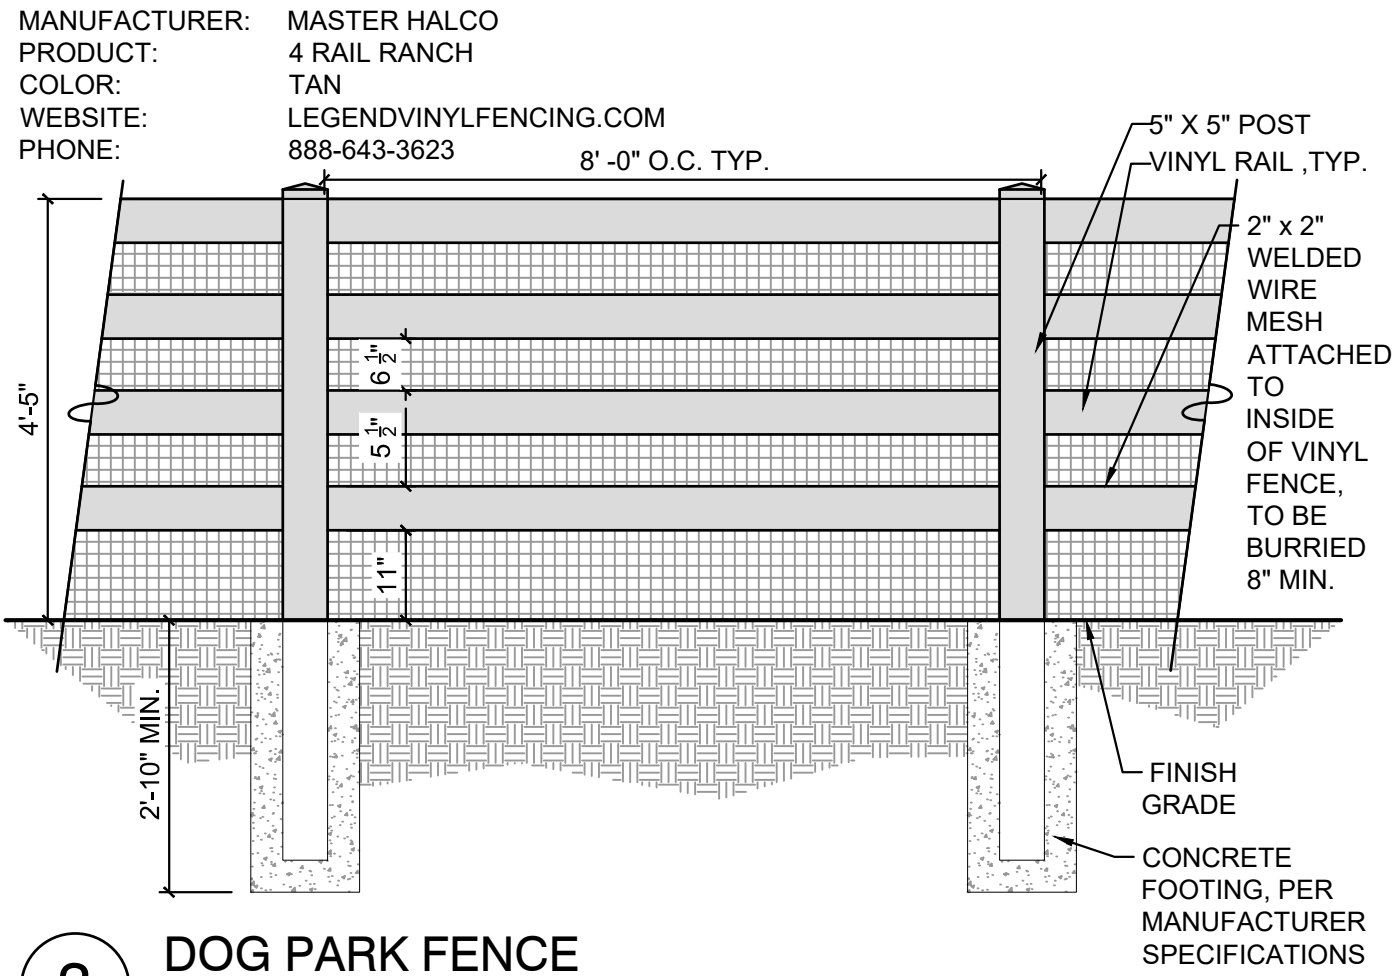 MANUFACTURER: MASTER HALCO
PRODUCT: 4 RAIL RANCH
COLOR: TAN
WEBSITE: LEGENDVINYLFENCING.COM
PHONE: 888-643-3623
8' -0" O.C. TYP.
5" X 5" POST
VINYL RAIL ,TYP.
2" x 2"
WELDED
WIRE
MESH
ATTACHED
TO
INSIDE
OF VINYL
FENCE,
TO BE
BURRIED
8" MIN.
4'-5"
6 1/2"
5 1/2"
11"
2'-10" MIN.
FINISH
GRADE
CONCRETE
FOOTING, PER
MANUFACTURER
SPECIFICATIONS
DOG PARK FENCE